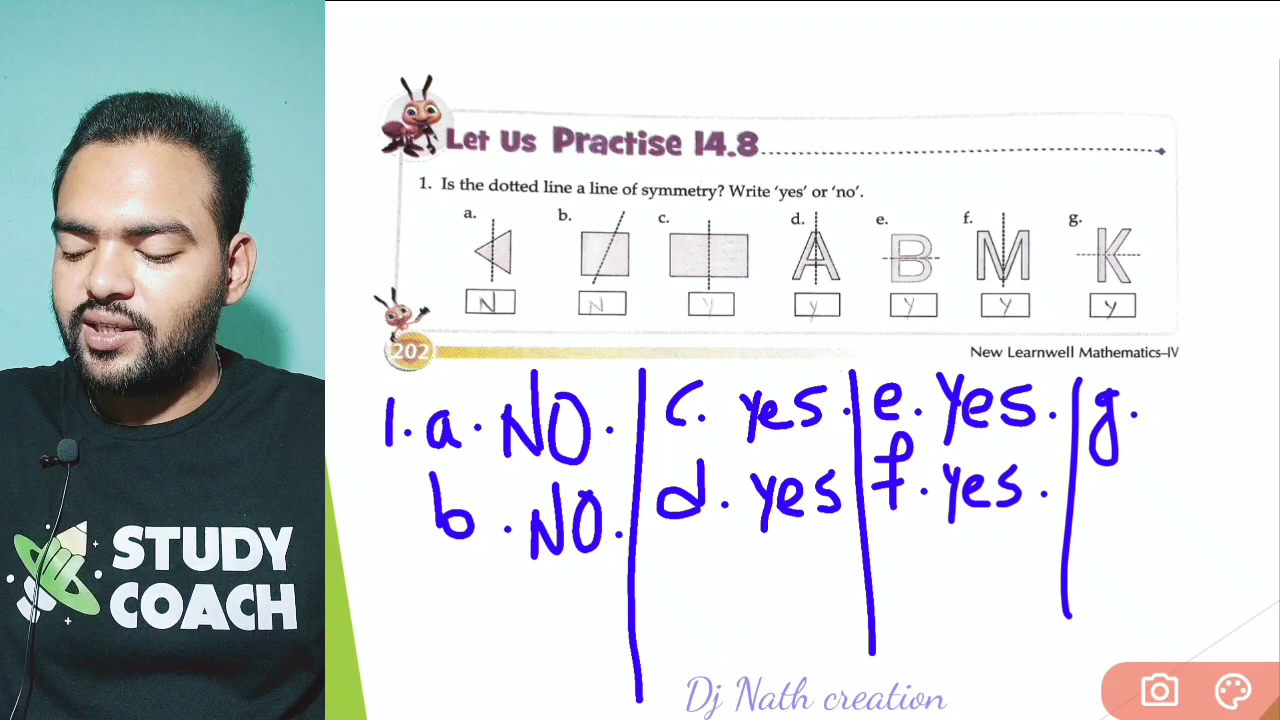 Let Us Practise 14.8
1. Is the dotted line a line of symmetry? Write ‘yes’ or ‘no’.
a. b. c. d. e. f. g.
A B M K
N N Y Y Y Y Y
202
New Learnwell Mathematics–IV
1. a. NO. c. yes. e. Yes. g.
b. NO. d. yes f. yes.
STUDY
COACH
Dj Nath creation